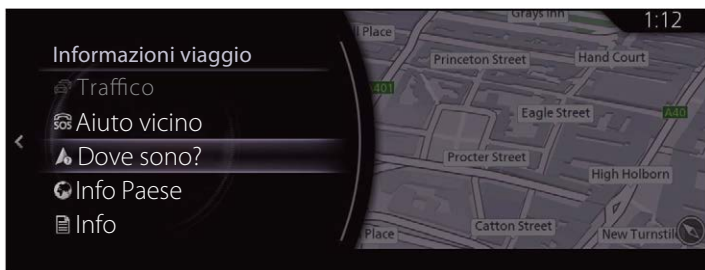 1:12
Informazioni viaggio
Traffico
SOS Aiuto vicino
Dove sono?
Info Paese
Info
Grays Inn
Place
Princeton Street
Hand Court
401
Eagle Street
A40
Procter Street
High Holborn
Catton Street
Place
New Turnstil